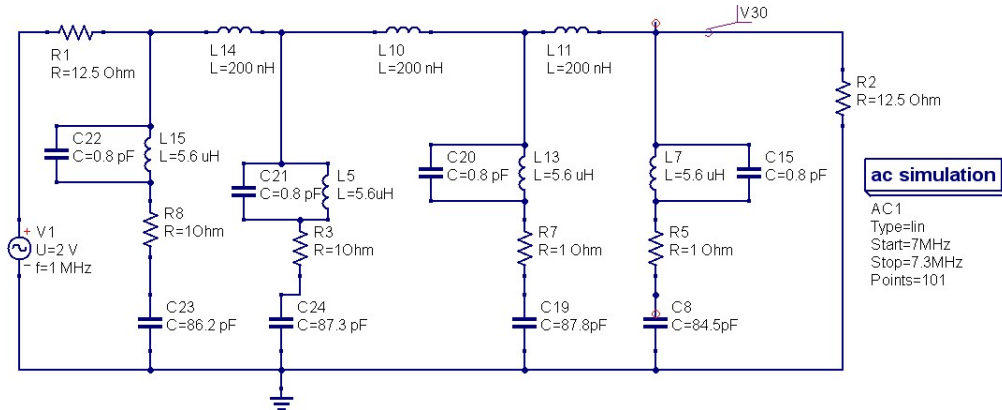 V30
R1
R=12.5 Ohm
L14
L=200 nH
L10
L=200 nH
L11
L=200 nH
R2
R=12.5 Ohm
C22
C=0.8 pF
L15
L=5.6 uH
C21
C=0.8 pF
L5
L=5.6uH
C20
C=0.8 pF
L13
L=5.6 uH
L7
L=5.6 uH
C15
C=0.8 pF
ac simulation
AC1
Type=lin
Start=7MHz
Stop=7.3MHz
Points=101
R8
R=1Ohm
R3
R=1Ohm
R7
R=1 Ohm
R5
R=1 Ohm
+
V1
U=2 V
− f=1 MHz
C23
C=86.2 pF
C24
C=87.3 pF
C19
C=87.8pF
C8
C=84.5pF